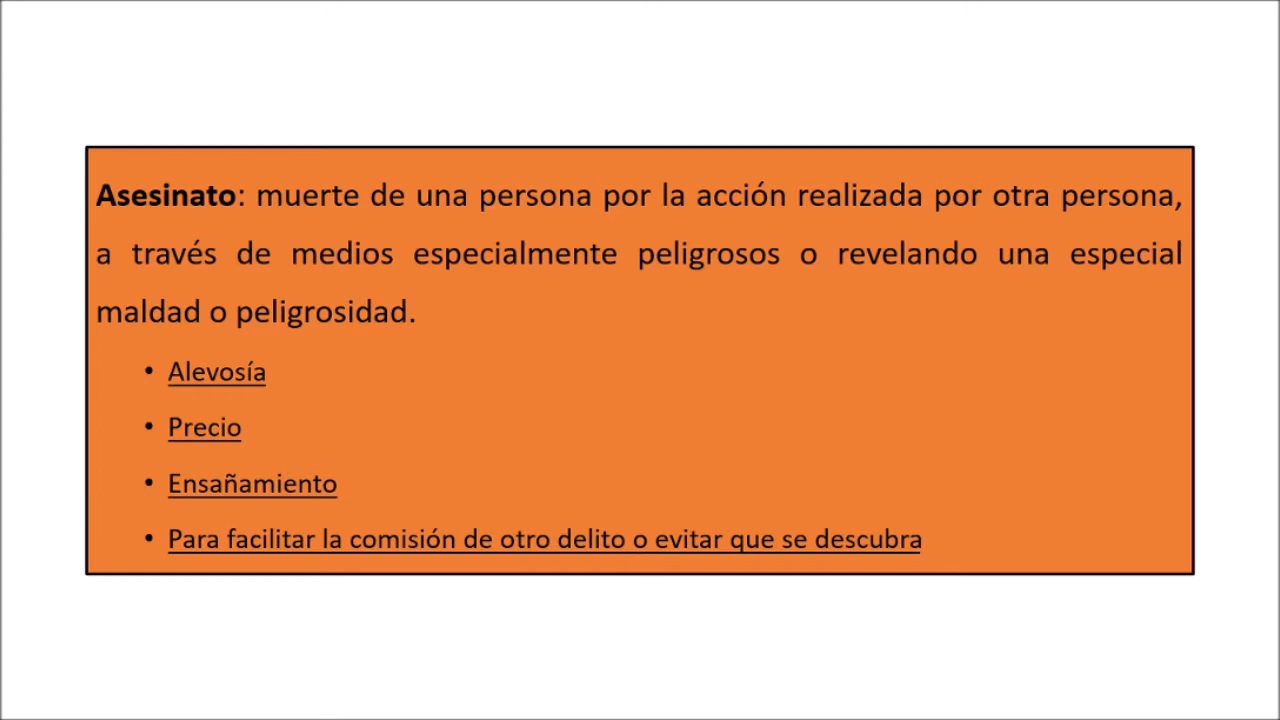 Asesinato: muerte de una persona por la acción realizada por otra persona,
a través de medios especialmente peligrosos o revelando una especial
maldad o peligrosidad.
• Alevosía
• Precio
• Ensañamiento
• Para facilitar la comisión de otro delito o evitar que se descubra